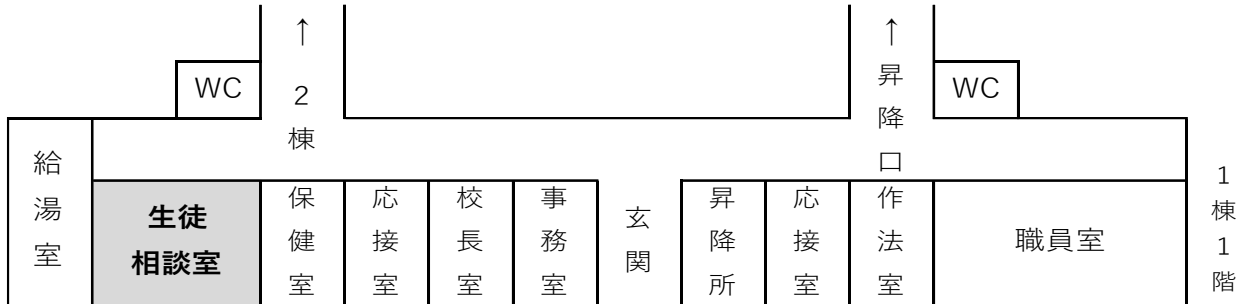 ↑
2棟
↑
昇降口
WC
WC
給湯室
生徒
相談室
保健室
応接室
校長室
事務室
玄関
昇降所
応接室
作法室
職員室
1棟1階